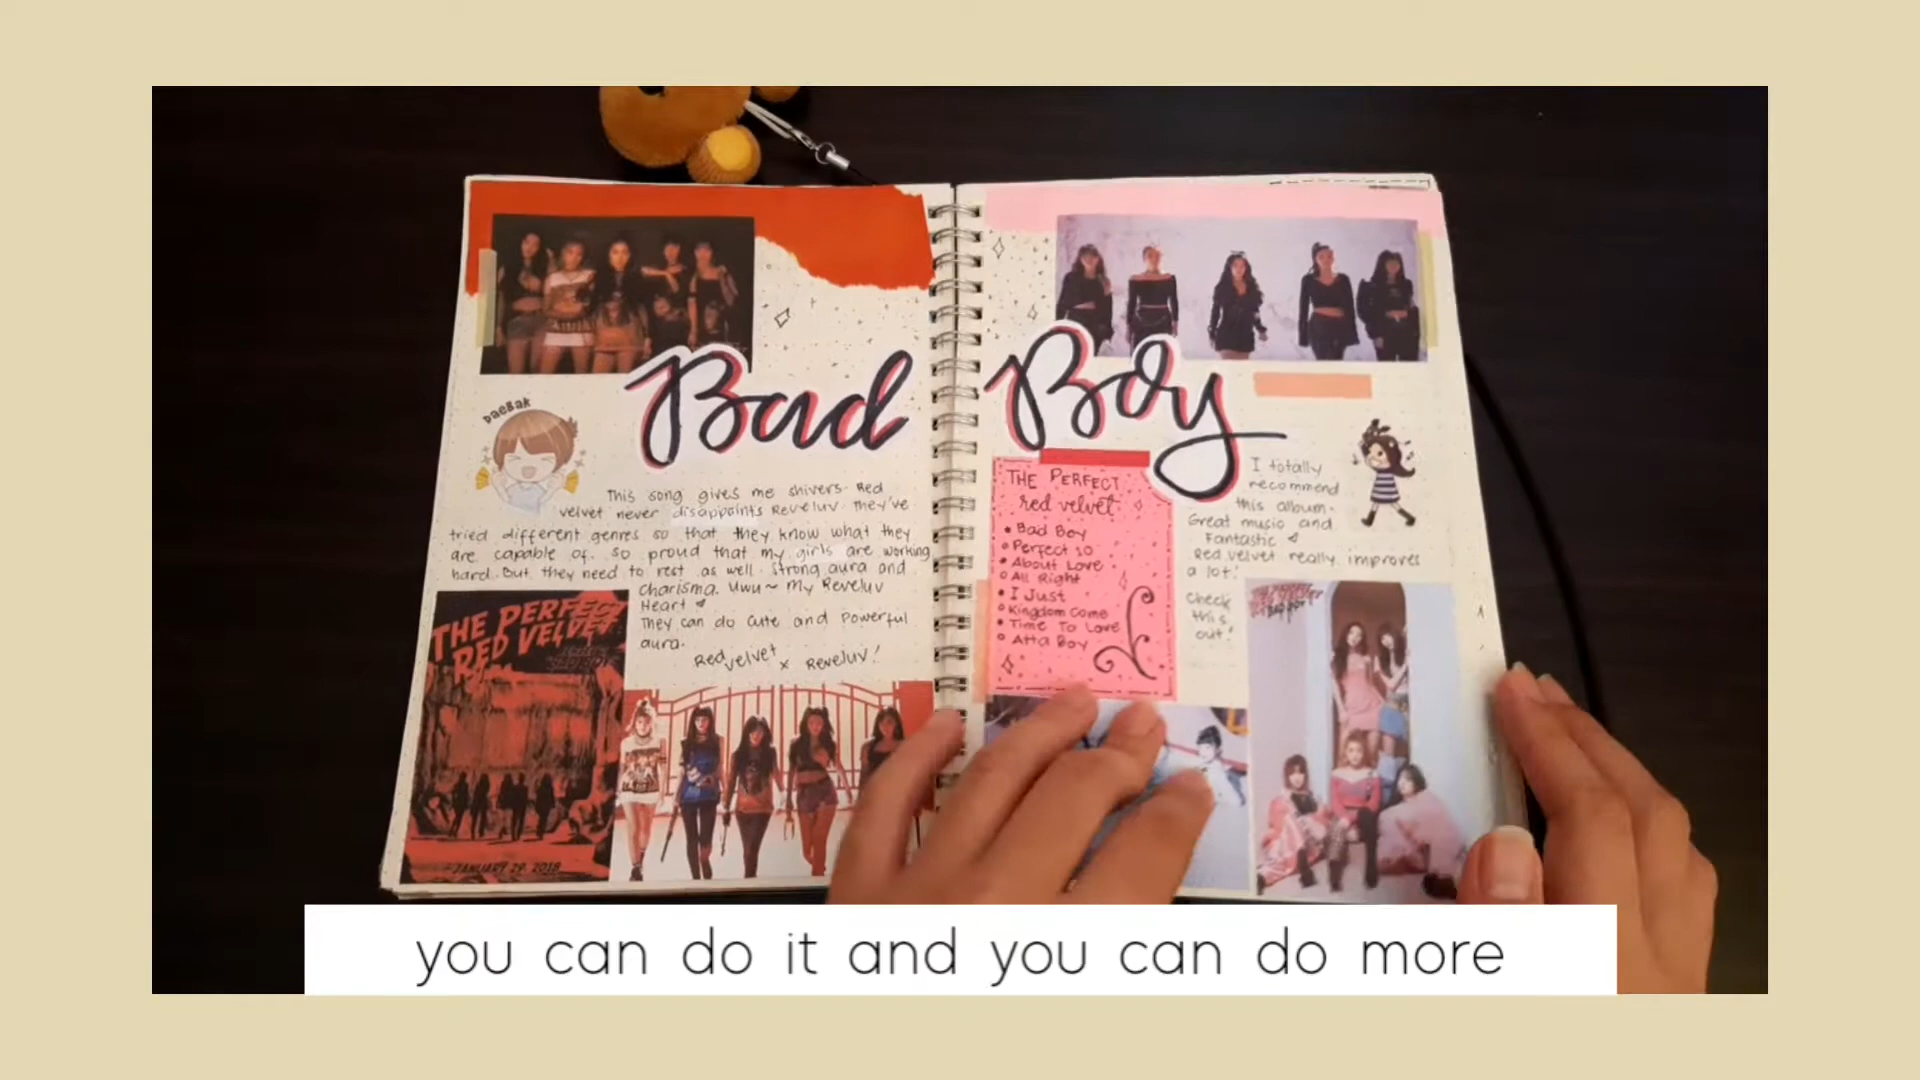 Bad Boy
DaeBak
This song gives me shivers. Red
velvet never disappoints Reveluv. They've
tried different genres so that they know what they
are capable of. So proud that my girls are working
hard. But they need to rest as well. Strong aura and
Charisma. Uwu~ My Reveluv
Heart
They can do cute and powerful
aura.
Red velvet x Reveluv!
THE PERFECT
RED VELVET
JANUARY 29, 2018
THE PERFECT
red velvet
Bad Boy
Perfect 10
About Love
All Right
I Just
Kingdom Come
Time To Love
Atta Boy
I totally
recommend
this album.
Great music and
Fantastic
Red velvet really improves
a lot!
Check
this
out!
you can do it and you can do more